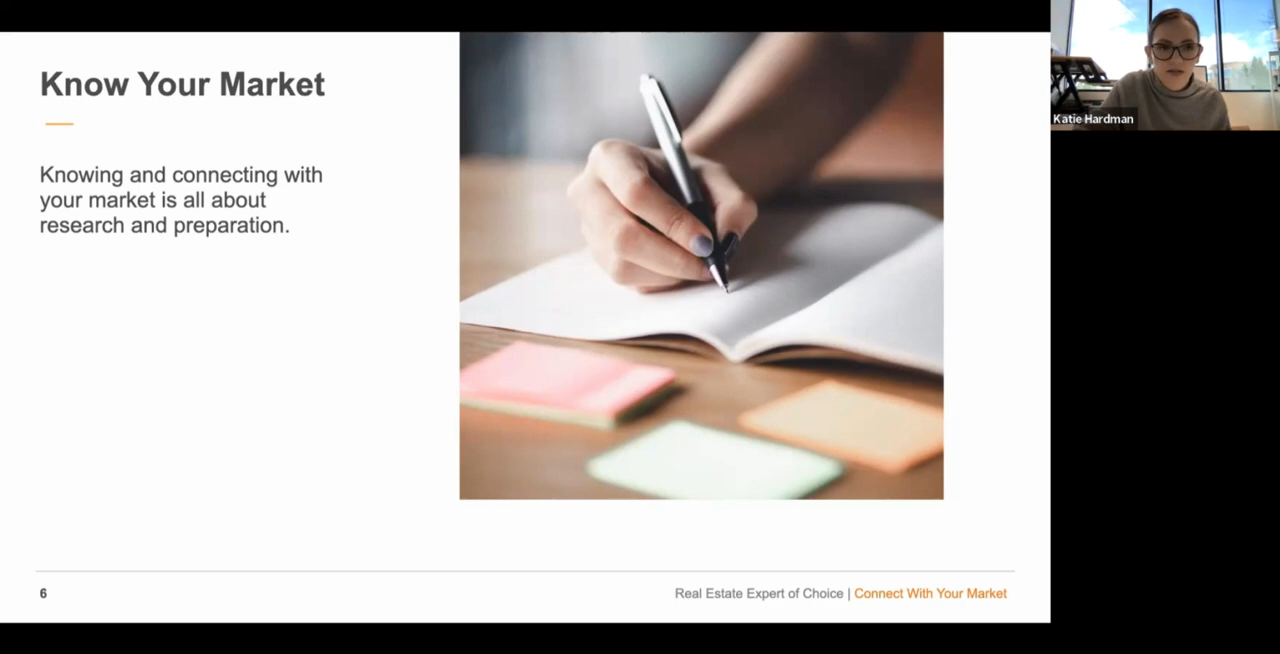 Know Your Market
Knowing and connecting with
your market is all about
research and preparation.
6
Real Estate Expert of Choice | Connect With Your Market
Katie Hardman